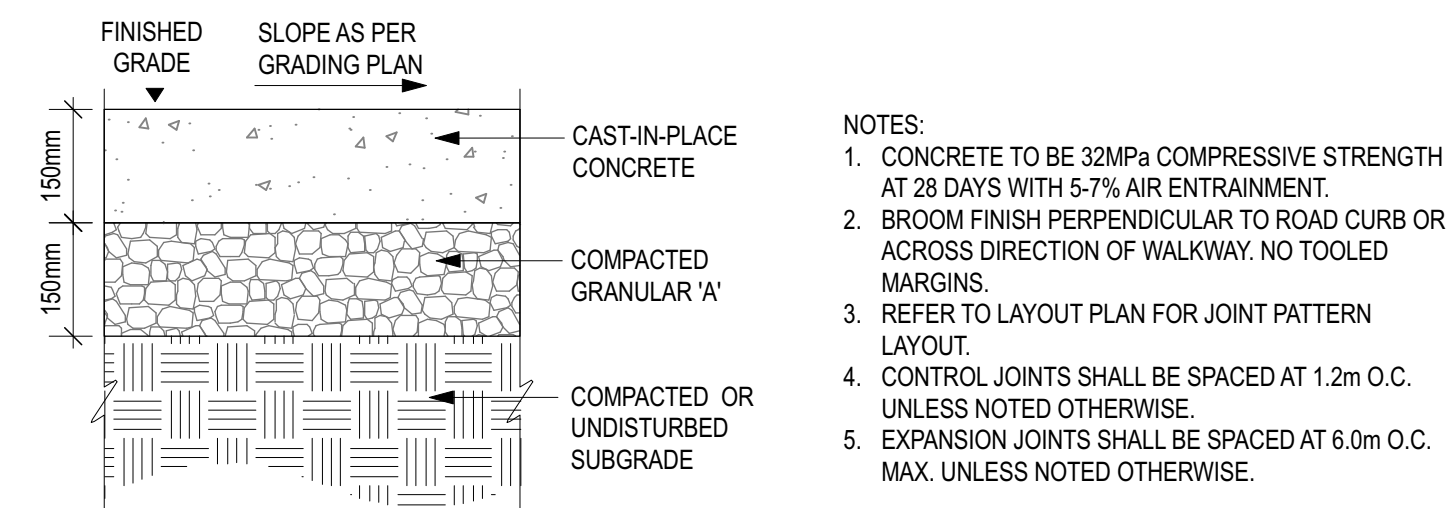 FINISHED
GRADE
SLOPE AS PER
GRADING PLAN
150mm
150mm
CAST-IN-PLACE
CONCRETE
COMPACTED
GRANULAR 'A'
COMPACTED OR
UNDISTURBED
SUBGRADE
NOTES:
1. CONCRETE TO BE 32MPa COMPRESSIVE STRENGTH
AT 28 DAYS WITH 5-7% AIR ENTRAINMENT.
2. BROOM FINISH PERPENDICULAR TO ROAD CURB OR
ACROSS DIRECTION OF WALKWAY. NO TOOLED
MARGINS.
3. REFER TO LAYOUT PLAN FOR JOINT PATTERN
LAYOUT.
4. CONTROL JOINTS SHALL BE SPACED AT 1.2m O.C.
UNLESS NOTED OTHERWISE.
5. EXPANSION JOINTS SHALL BE SPACED AT 6.0m O.C.
MAX. UNLESS NOTED OTHERWISE.